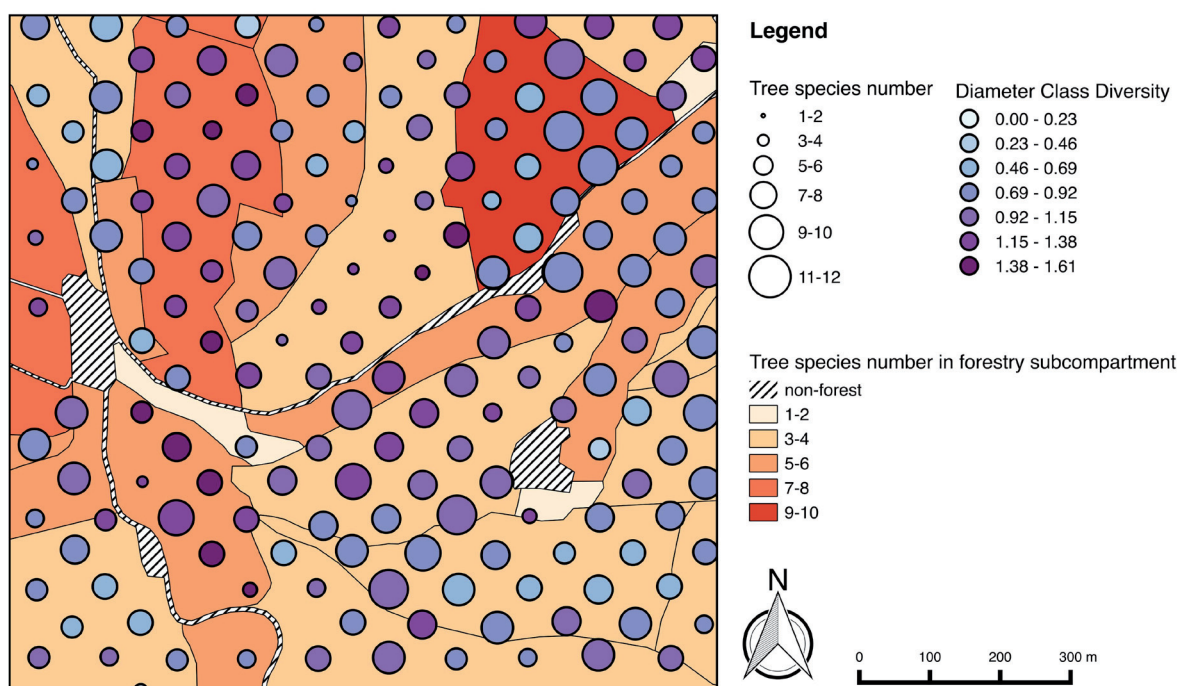 Legend
Tree species number
1-2
3-4
5-6
7-8
9-10
11-12
Diameter Class Diversity
0.00 - 0.23
0.23 - 0.46
0.46 - 0.69
0.69 - 0.92
0.92 - 1.15
1.15 - 1.38
1.38 - 1.61
Tree species number in forestry subcompartment
non-forest
1-2
3-4
5-6
7-8
9-10
N
0 100 200 300 m